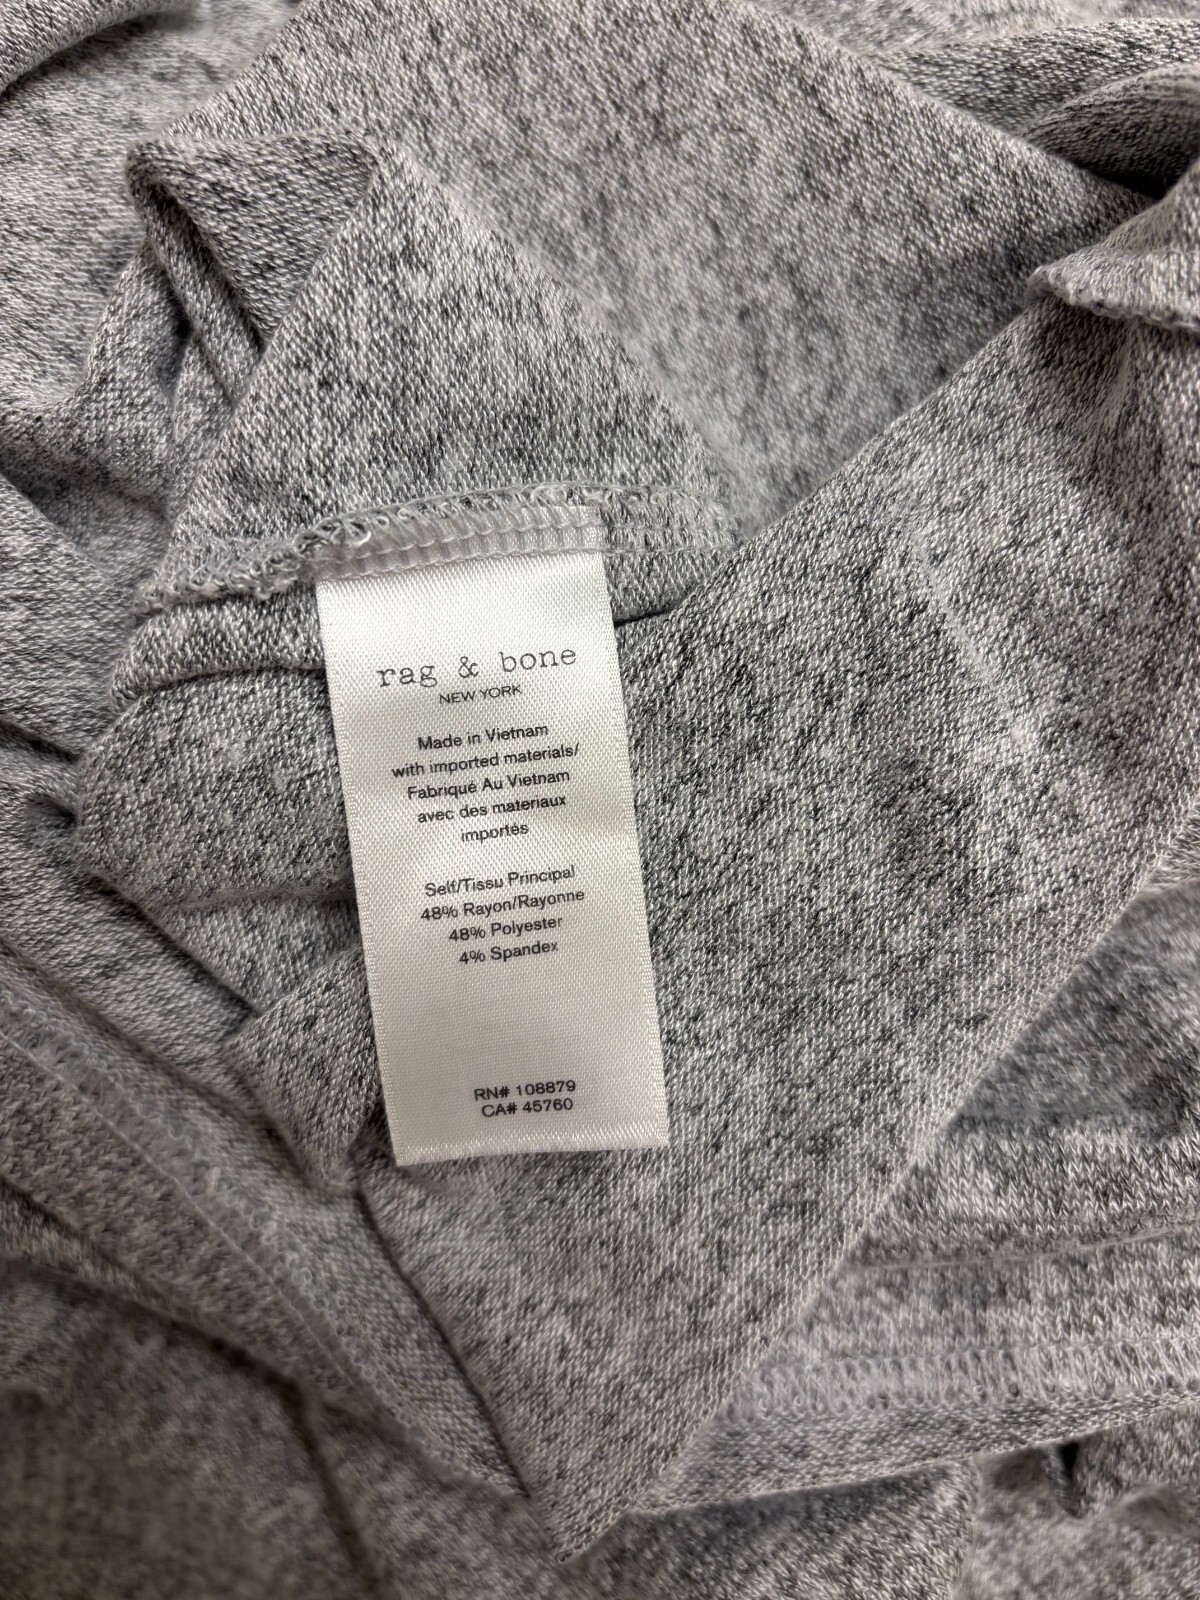 rag & bone
NEW YORK
Made in Vietnam
with imported materials/
Fabriqué Au Vietnam
avec des materiaux
importés
Self/Tissu Principal
48% Rayon/Rayonne
48% Polyester
4% Spandex
RN# 108879
CA# 45760